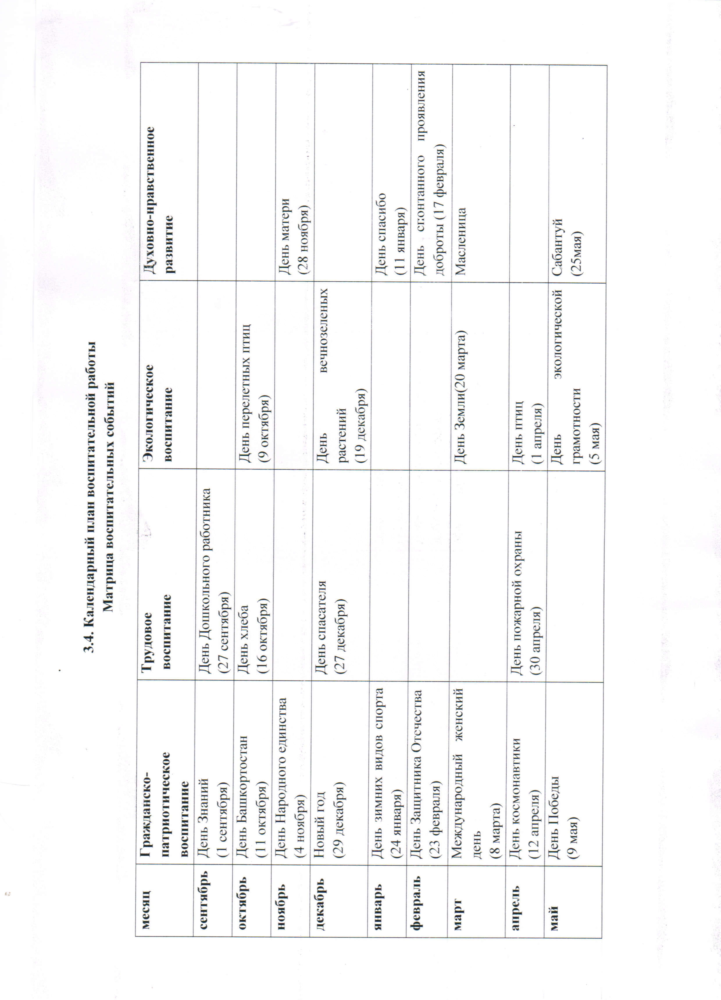 3.4. Календарный план воспитательной работы
Матрица воспитательных событий
месяц
Гражданско-
патриотическое
воспитание
Трудовое
воспитание
Экологическое
воспитание
Духовно-нравственное
развитие
сентябрь
День Знаний
(1 сентября)
День Дошкольного работника
(27 сентября)
октябрь
День Башкортостан
(11 октября)
День хлеба
(16 октября)
День перелетных птиц
(9 октября)
ноябрь
День Народного единства
(4 ноября)
День матери
(28 ноября)
декабрь
Новый год
(29 декабря)
День спасателя
(27 декабря)
День вечнозеленых
растений
(19 декабря)
январь
День зимних видов спорта
(24 января)
День спасибо
(11 января)
февраль
День Защитника Отечества
(23 февраля)
День спонтанного проявления
доброты (17 февраля)
март
Международный женский
день
(8 марта)
День Земли(20 марта)
Масленица
апрель
День космонавтики
(12 апреля)
День пожарной охраны
(30 апреля)
День птиц
(1 апреля)
май
День Победы
(9 мая)
День экологической
грамотности
(5 мая)
Сабантуй
(25мая)